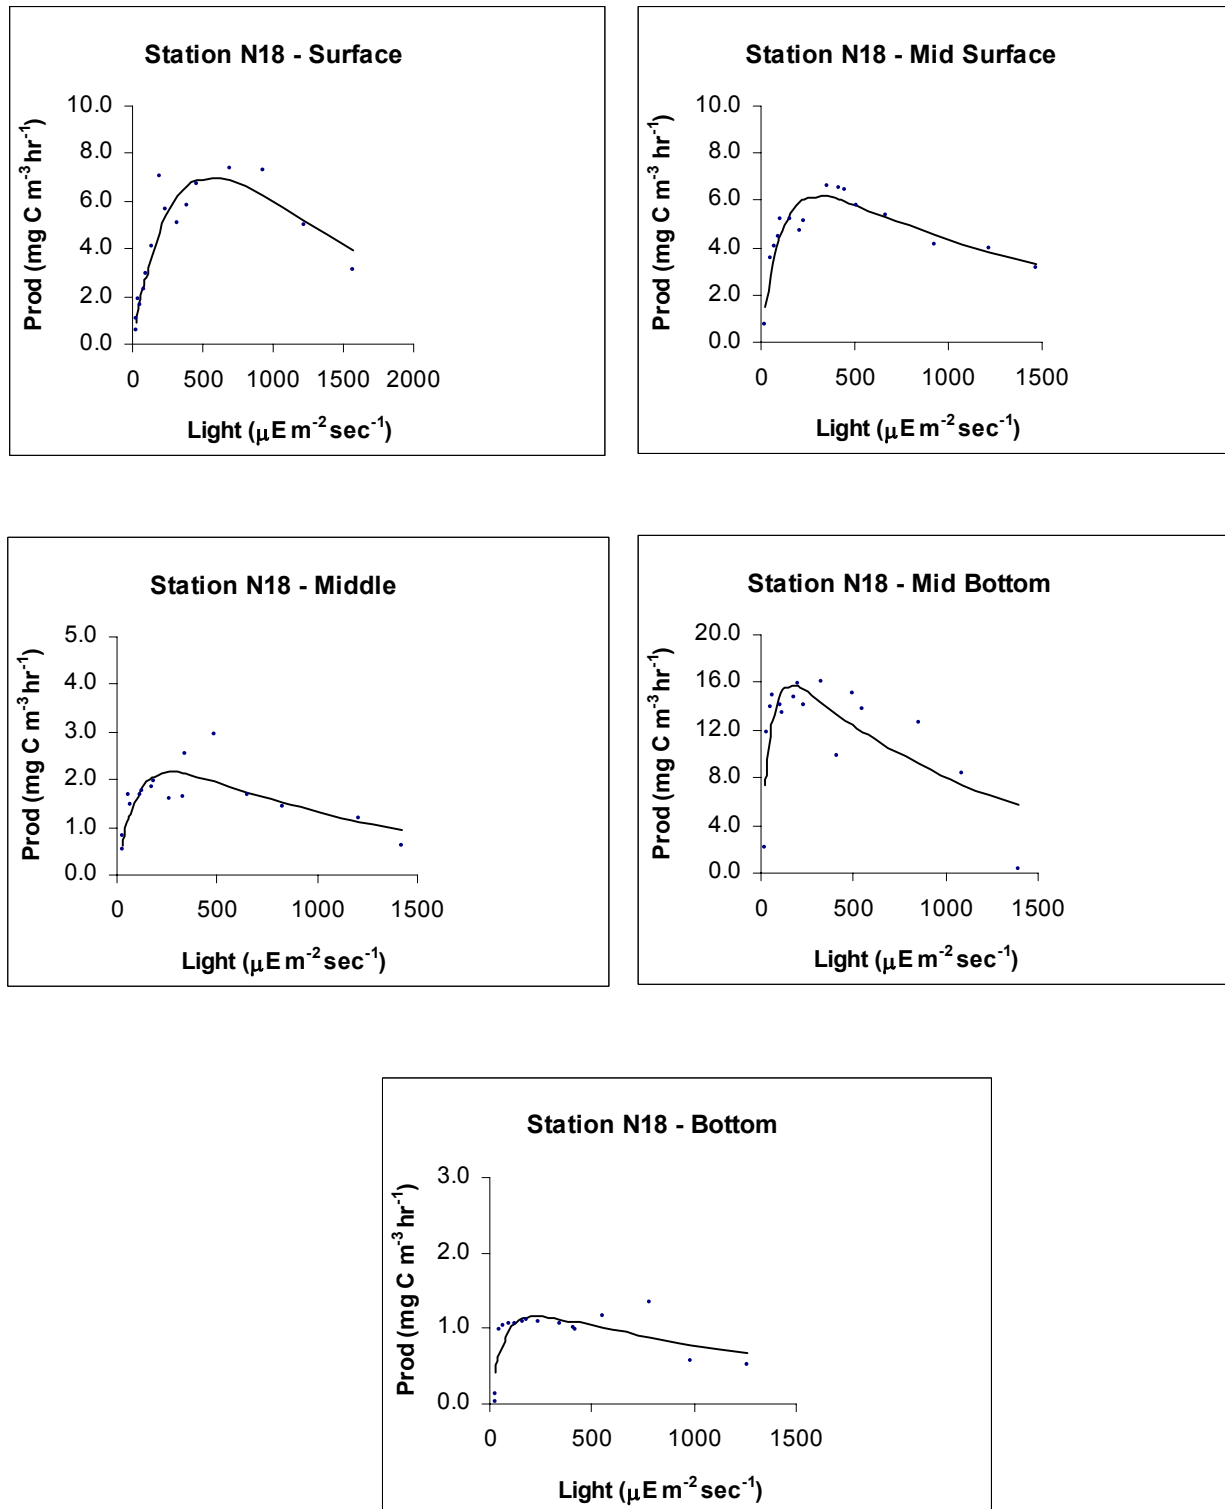 Station N18 - Surface
Prod (mg C m-3 hr-1)
10.0
8.0
6.0
4.0
2.0
0.0
0 500 1000 1500 2000
Light (µE m-2 sec-1)
Station N18 - Mid Surface
Prod (mg C m-3 hr-1)
10.0
8.0
6.0
4.0
2.0
0.0
0 500 1000 1500
Light (µE m-2 sec-1)
Station N18 - Middle
Prod (mg C m-3 hr-1)
5.0
4.0
3.0
2.0
1.0
0.0
0 500 1000 1500
Light (µE m-2 sec-1)
Station N18 - Mid Bottom
Prod (mg C m-3 hr-1)
20.0
16.0
12.0
8.0
4.0
0.0
0 500 1000 1500
Light (µE m-2 sec-1)
Station N18 - Bottom
Prod (mg C m-3 hr-1)
3.0
2.0
1.0
0.0
0 500 1000 1500
Light (µE m-2 sec-1)